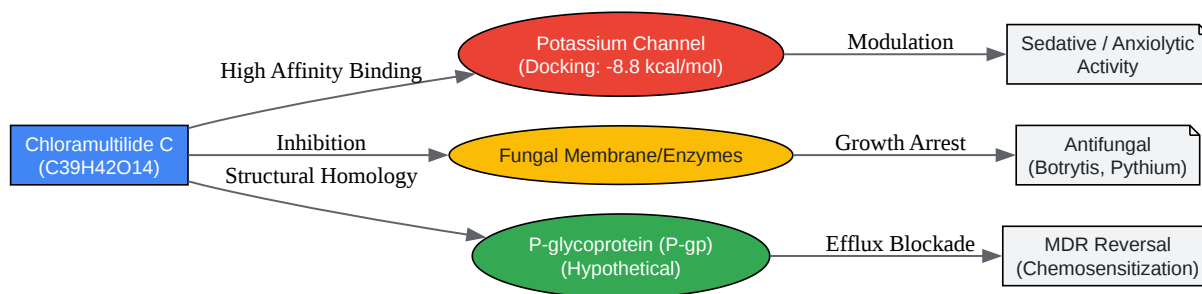 Chloramultilide C
(C39H42O14)
High Affinity Binding
Inhibition
Structural Homology
Potassium Channel
(Docking: -8.8 kcal/mol)
Modulation
Sedative / Anxiolytic
Activity
Fungal Membrane/Enzymes
Growth Arrest
Antifungal
(Botrytis, Pythium)
P-glycoprotein (P-gp)
(Hypothetical)
Efflux Blockade
MDR Reversal
(Chemosensitization)